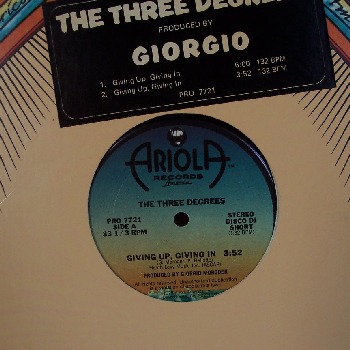 THE THREE DEGREES
PRODUCED BY
GIORGIO
1. Giving Up, Giving In 6:00 132 BPM
2. Giving Up, Giving In 3:52 132 BPM
PRO 7721
ARIOLA
RECORDS
America
THE THREE DEGREES
PRO 7721
SIDE A
33 1/3 RPM
STEREO
DISCO DJ
SHORT
(132 BPM)
GIVING UP, GIVING IN 3:52
PRODUCED BY GIORGIO MORODER